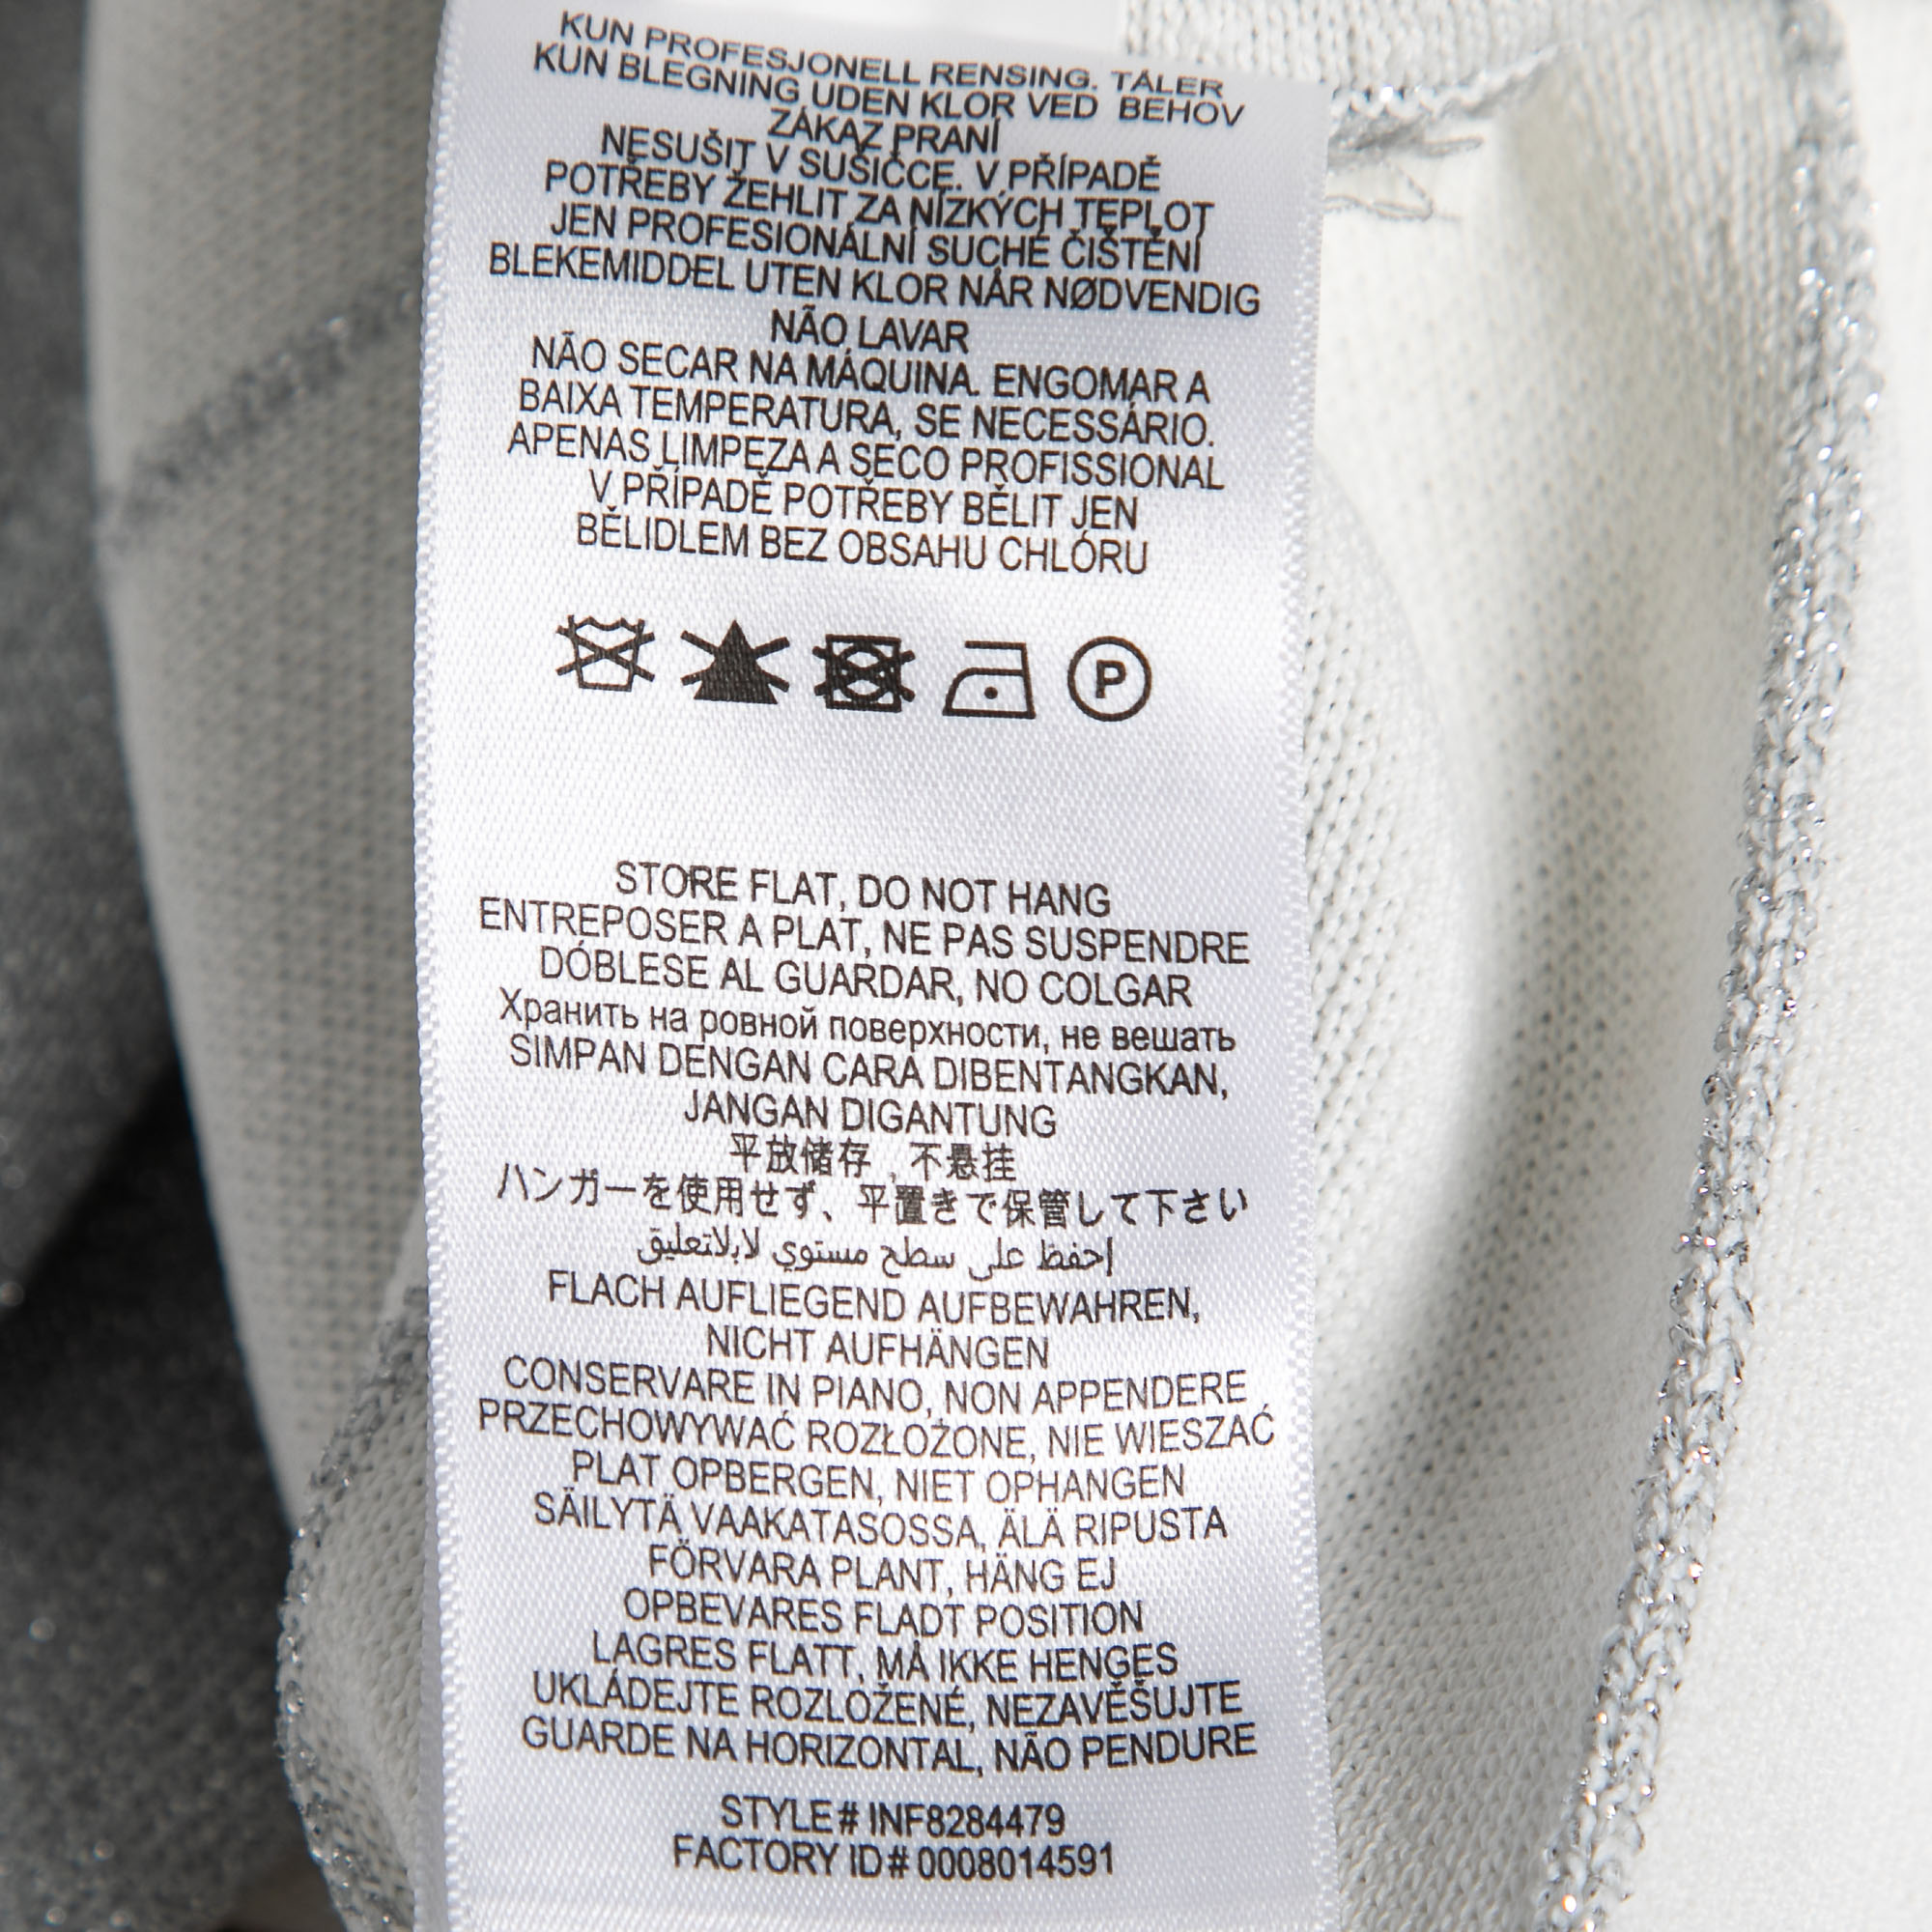 KUN PROFESJONELL RENSING. TÅLER
KUN BLEGNING UDEN KLOR VED BEHOV
ZÁKAZ PRANÍ
NESUŠIT V SUŠIČCE. V PŘÍPADĚ
POTŘEBY ŽEHLIT ZA NÍZKÝCH TEPLOT
JEN PROFESIONÁLNÍ SUCHÉ ČIŠTĚNÍ
BLEKEMIDDEL UTEN KLOR NÅR NØDVENDIG
NÃO LAVAR
NÃO SECAR NA MÁQUINA. ENGOMAR A
BAIXA TEMPERATURA, SE NECESSÁRIO.
APENAS LIMPEZA A SECO PROFISSIONAL
V PŘÍPADĚ POTŘEBY BĚLIT JEN
BĚLIDLEM BEZ OBSAHU CHLÓRU
P
STORE FLAT, DO NOT HANG
ENTREPOSER A PLAT, NE PAS SUSPENDRE
DÓBLESE AL GUARDAR, NO COLGAR
Хранить на ровной поверхности, не вешать
SIMPAN DENGAN CARA DIBENTANGKAN,
JANGAN DIGANTUNG
平放储存 , 不悬挂
ハンガーを使用せず、平置きで保管して下さい
إحفظ على سطح مستوي لابلاتعليق
FLACH AUFLIEGEND AUFBEWAHREN,
NICHT AUFHÄNGEN
CONSERVARE IN PIANO, NON APPENDERE
PRZECHOWYWAĆ ROZŁOŻONE, NIE WIESZAĆ
PLAT OPBERGEN, NIET OPHANGEN
SÄILYTÄ VAAKATASOSSA, ÄLÄ RIPUSTA
FÖRVARA PLANT, HÄNG EJ
OPBEVARES FLADT POSITION
LAGRES FLATT, MÅ IKKE HENGES
UKLÁDEJTE ROZLOŽENÉ, NEZAVĚŠUJTE
GUARDE NA HORIZONTAL, NÃO PENDURE
STYLE# INF8284479
FACTORY ID# 0008014591